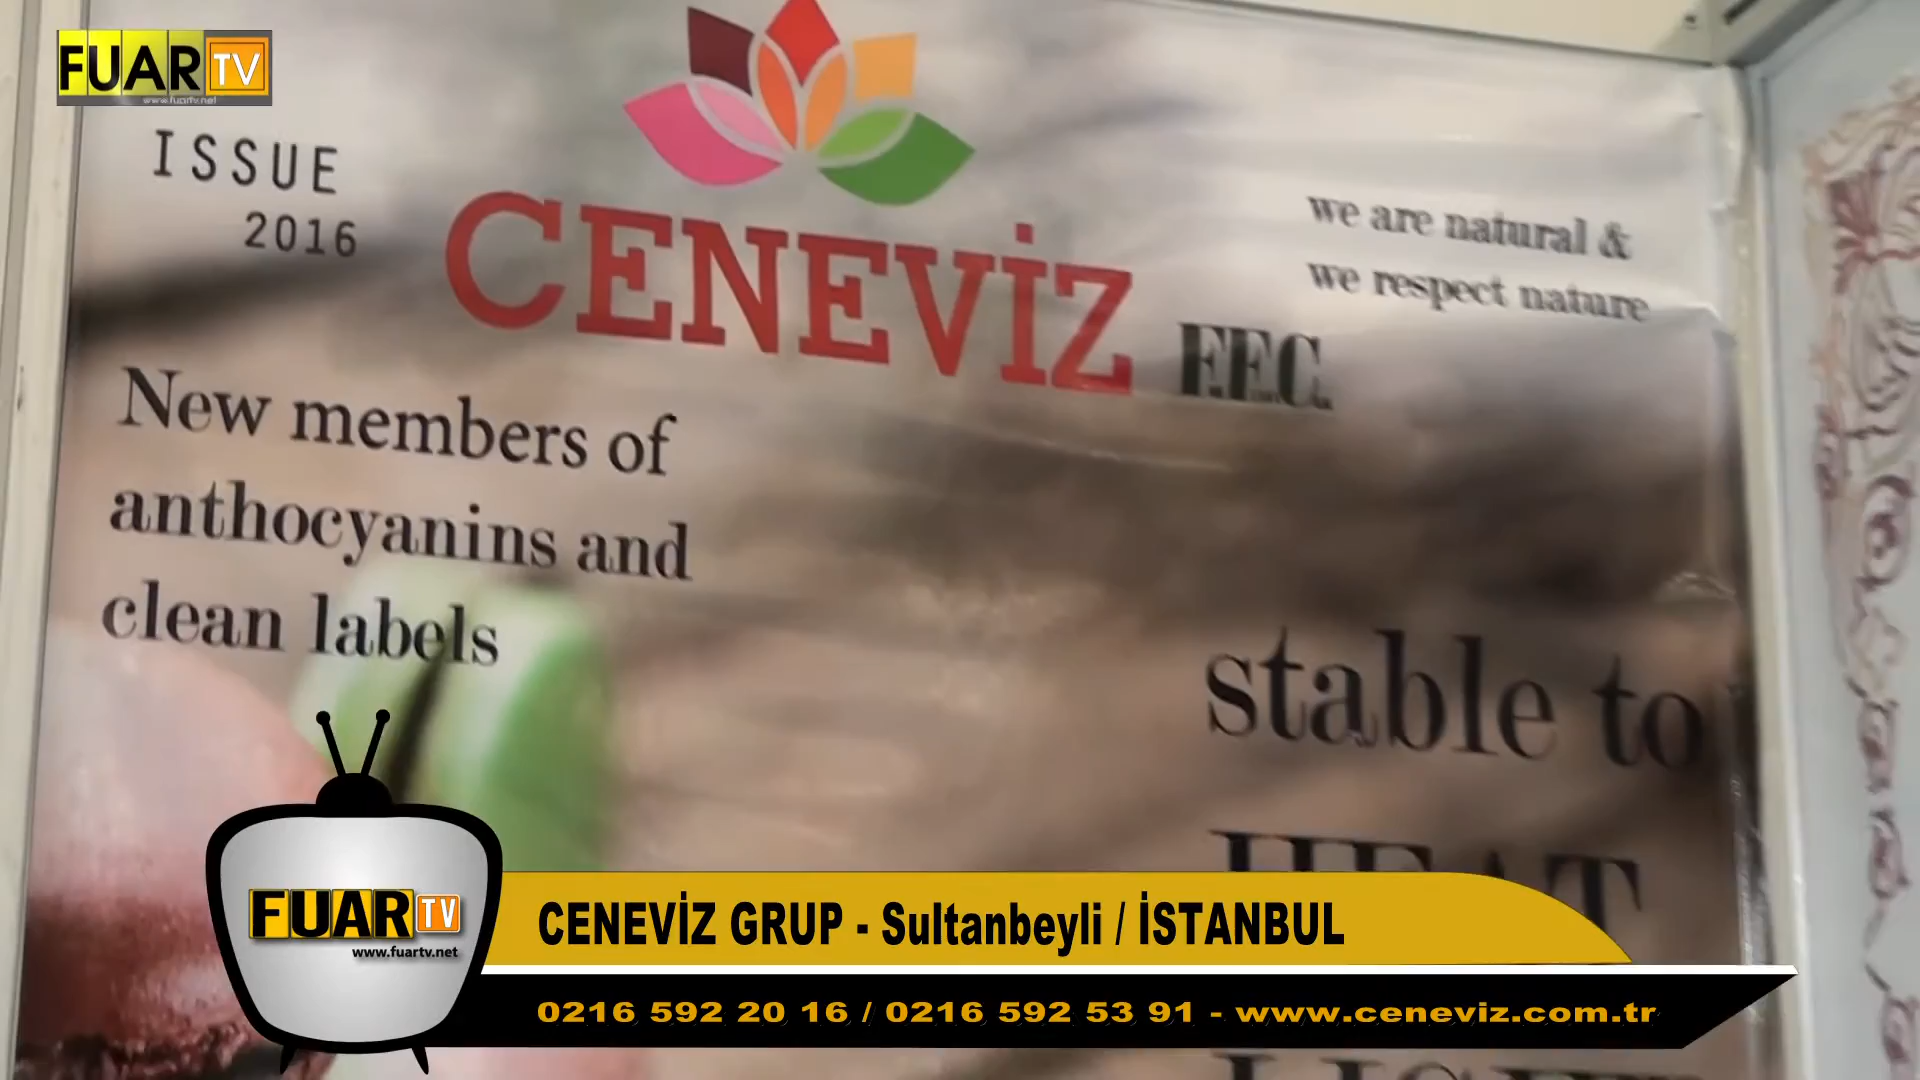 FUAR TV
www.fuartv.net
ISSUE
2016
CENEVİZ F.F.C.
we are natural &
we respect nature
New members of
anthocyanins and
clean labels
stable to
HEAT
FUAR TV
www.fuartv.net
CENEVİZ GRUP - Sultanbeyli / İSTANBUL
0216 592 20 16 / 0216 592 53 91 - www.ceneviz.com.tr